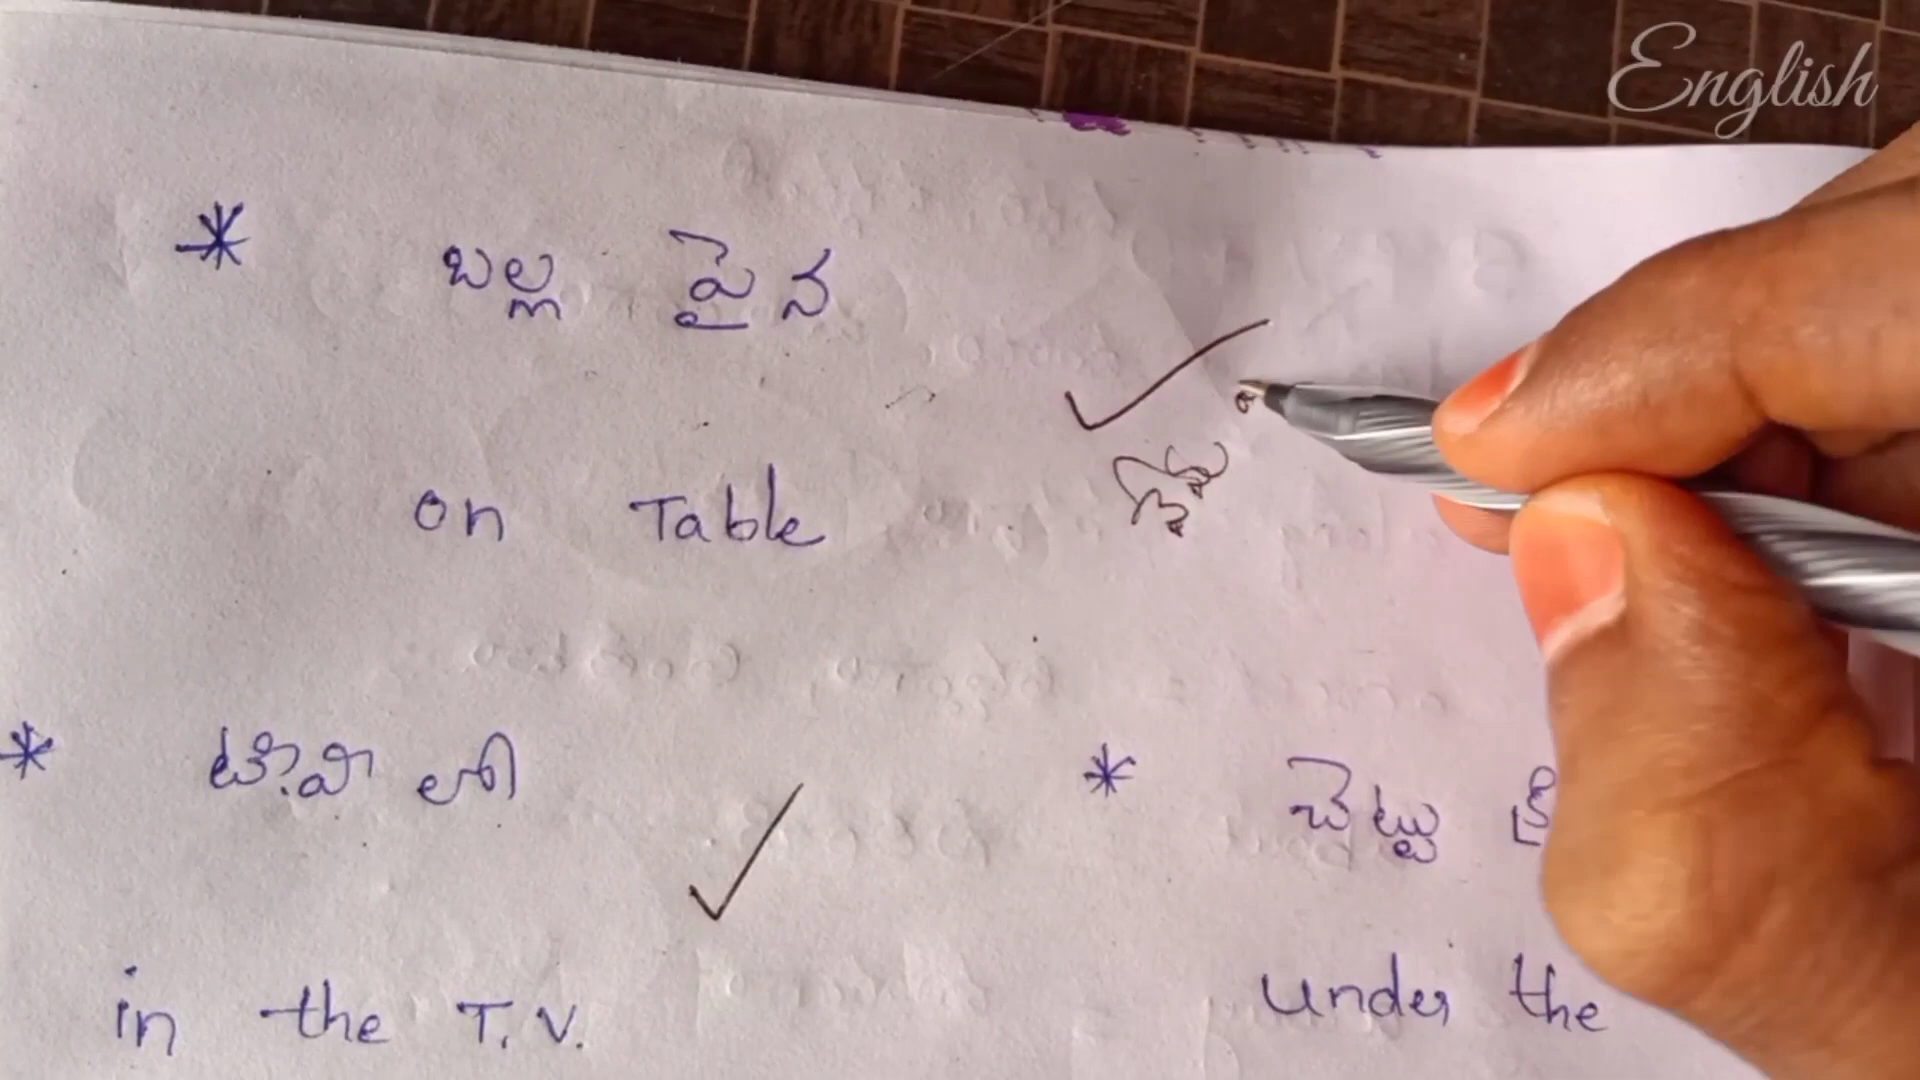 English
* బల్ల పైన
on Table
* టీ.వీ లో
* చెట్టు
in the T.V.
under the